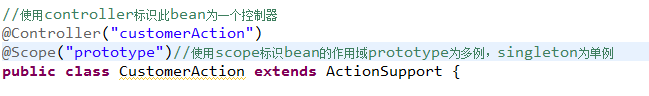 //使用controller标识此bean为一个控制器
@Controller("customerAction")
@Scope("prototype")//使用scope标识bean的作用域prototype为多例，singleton为单例
public class CustomerAction extends ActionSupport {